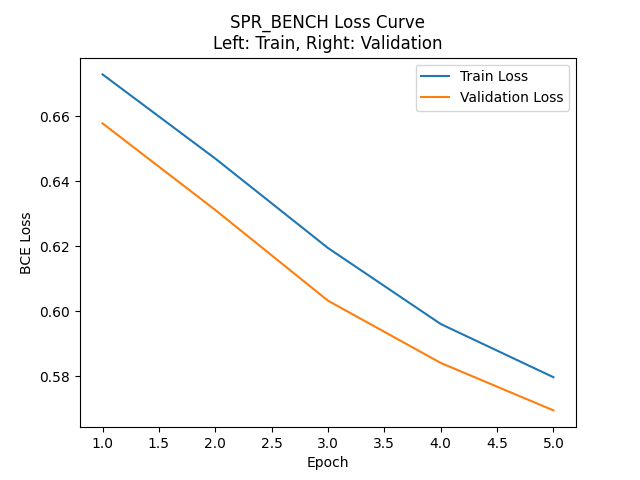 SPR_BENCH Loss Curve
Left: Train, Right: Validation
Train Loss
Validation Loss
BCE Loss
0.66
0.64
0.62
0.60
0.58
1.0 1.5 2.0 2.5 3.0 3.5 4.0 4.5 5.0
Epoch